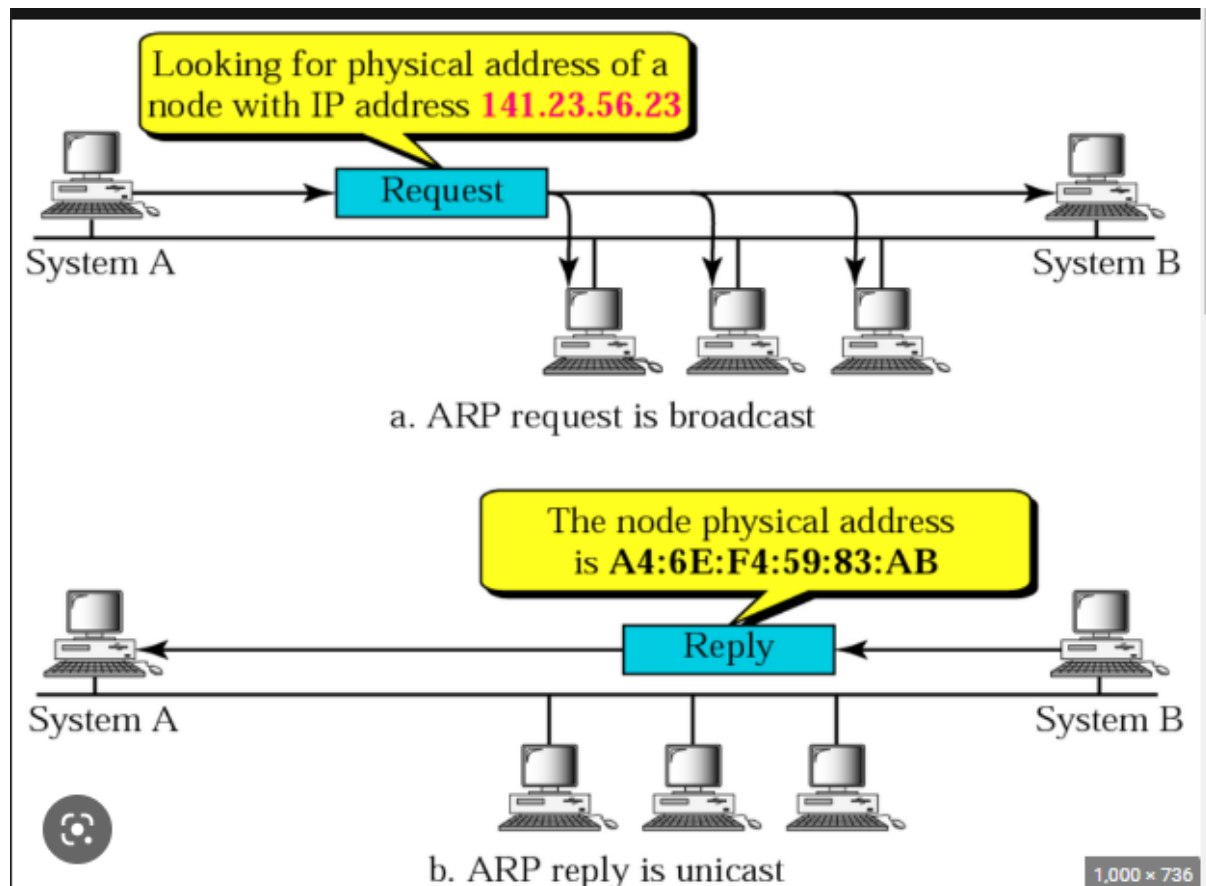 Looking for physical address of a
node with IP address 141.23.56.23
Request
System A
System B
a. ARP request is broadcast
The node physical address
is A4:6E:F4:59:83:AB
Reply
System A
System B
b. ARP reply is unicast
1,000 × 736